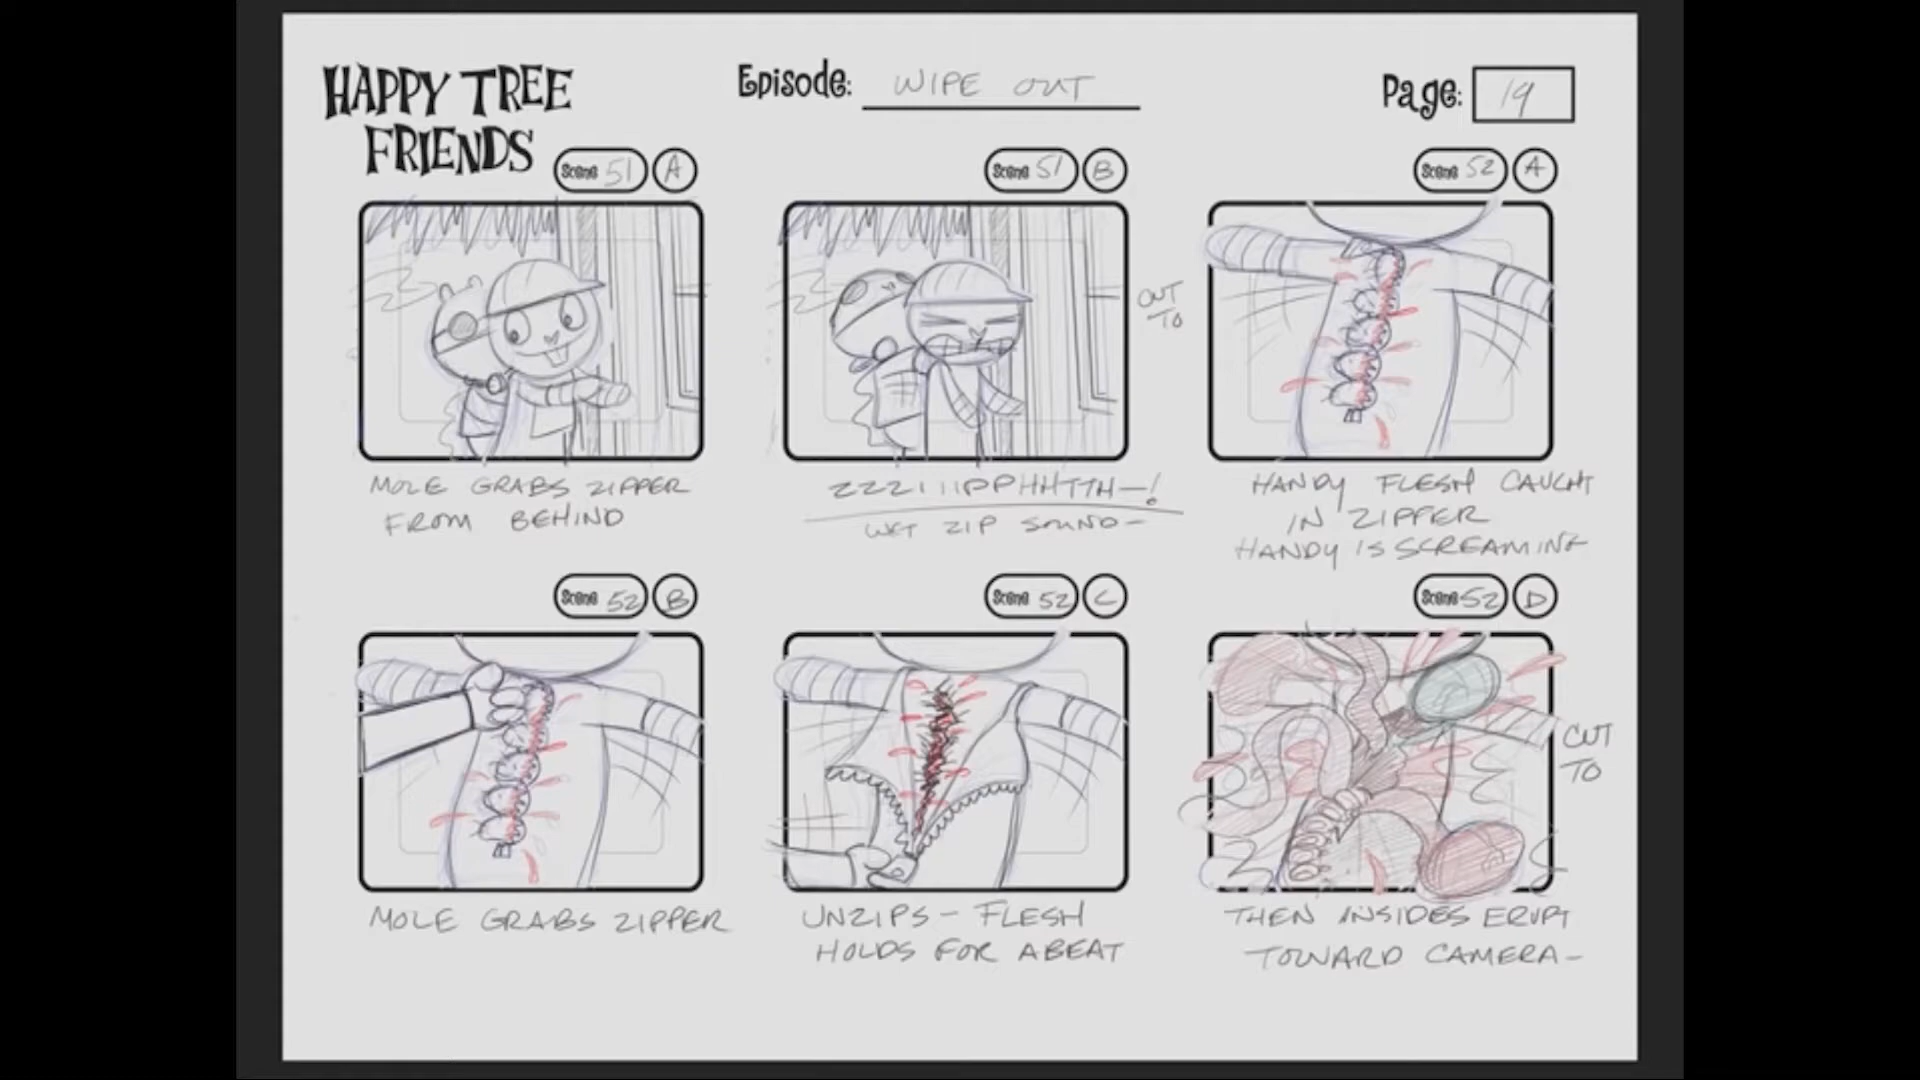 HAPPY TREE
FRIENDS
Episode: WIPE OUT
Page: 19
Scene 51 A
Scene 51 B
Scene 52 A
CUT
TO
MOLE GRABS ZIPPER
FROM BEHIND
ZZZIIIPPHHTTH—!
WET ZIP SOUND—
HANDY FLESH CAUGHT
IN ZIPPER
HANDY IS SCREAMING
Scene 52 B
Scene 52 C
Scene 52 D
CUT
TO
MOLE GRABS ZIPPER
UNZIPS – FLESH
HOLDS FOR A BEAT
THEN INSIDES ERUPT
TOWARD CAMERA –